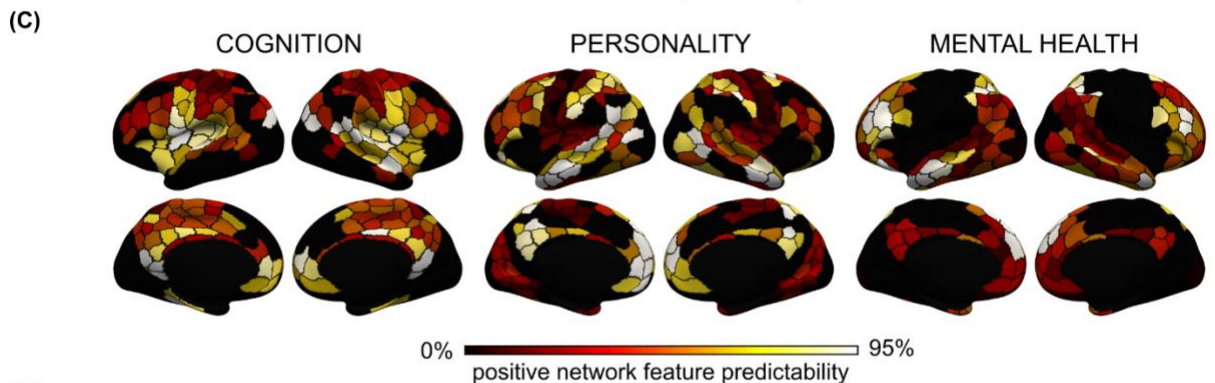 (C)
COGNITION PERSONALITY MENTAL HEALTH
0% 95%
positive network feature predictability